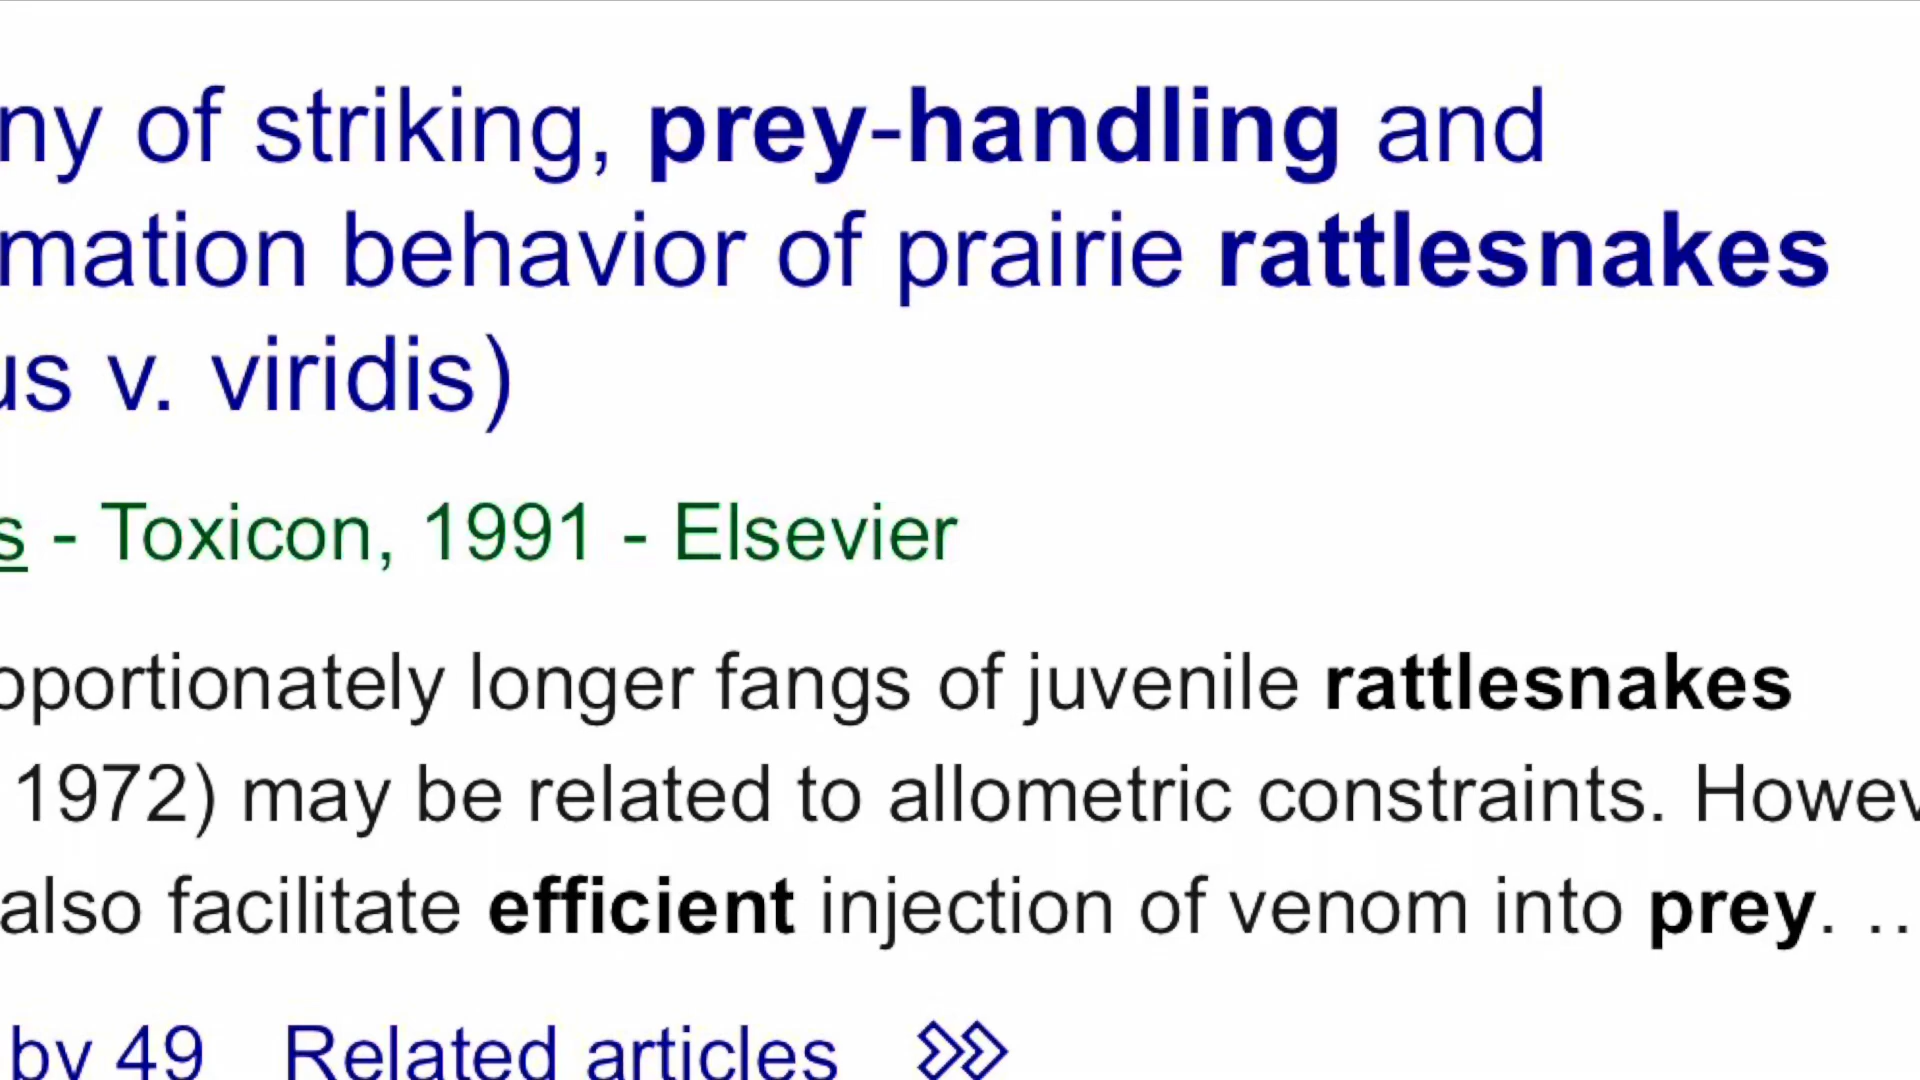 ny of striking, prey-handling and
mation behavior of prairie rattlesnakes
us v. viridis)
s - Toxicon, 1991 - Elsevier
oportionately longer fangs of juvenile rattlesnakes
1972) may be related to allometric constraints. Howev
also facilitate efficient injection of venom into prey. ..
by 49 Related articles